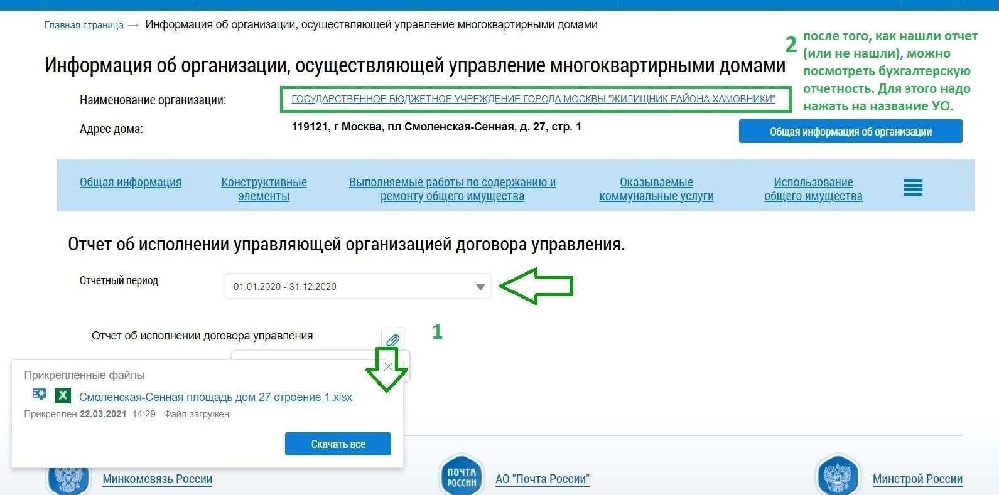 Главная страница → Информация об организации, осуществляющей управление многоквартирными домами
Информация об организации, осуществляющей управление многоквартирными домами
2 после того, как нашли отчет
(или не нашли), можно
посмотреть бухгалтерскую
отчетность. Для этого надо
нажать на название УО.
Наименование организации: ГОСУДАРСТВЕННОЕ БЮДЖЕТНОЕ УЧРЕЖДЕНИЕ ГОРОДА МОСКВЫ "ЖИЛИЩНИК РАЙОНА ХАМОВНИКИ"
Адрес дома: 119121, г Москва, пл Смоленская-Сенная, д. 27, стр. 1
Общая информация об организации
Общая информация
Конструктивные
элементы
Выполняемые работы по содержанию и
ремонту общего имущества
Оказываемые
коммунальные услуги
Использование
общего имущества
Отчет об исполнении управляющей организацией договора управления.
Отчетный период 01.01.2020 - 31.12.2020
Отчет об исполнении договора управления 1
Прикрепленные файлы
X Смоленская-Сенная площадь дом 27 строение 1.xlsx
Прикреплен 22.03.2021 14:29 Файл загружен
Скачать все
Минкомсвязь России
ПОЧТА
РОССИИ
АО "Почта России"
Минстрой России